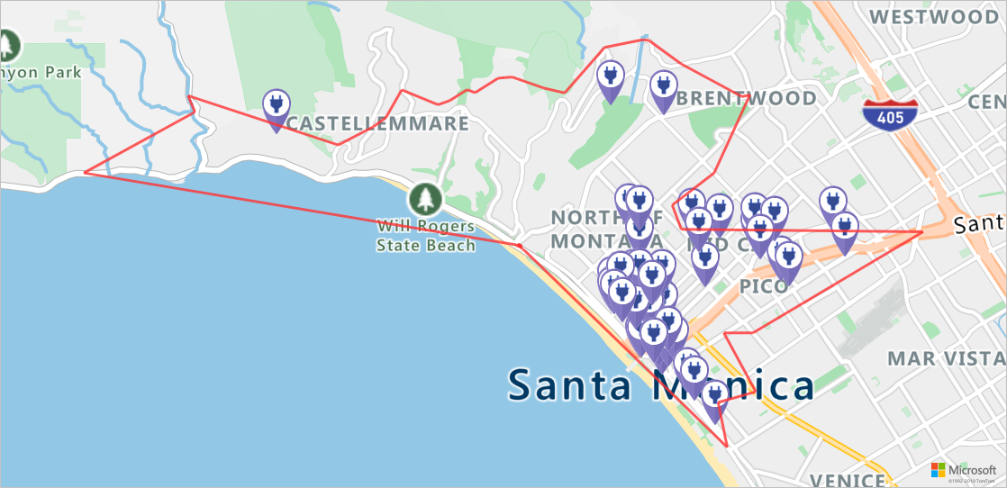 WESTWOOD
nyon Park
CEN
BRENTWOOD
405
CASTELLEMMARE
Will Rogers
State Beach
NORTH OF
MONTANA
MID C
Sant
PICO
MAR VISTA
Santa Monica
VENICE
Microsoft